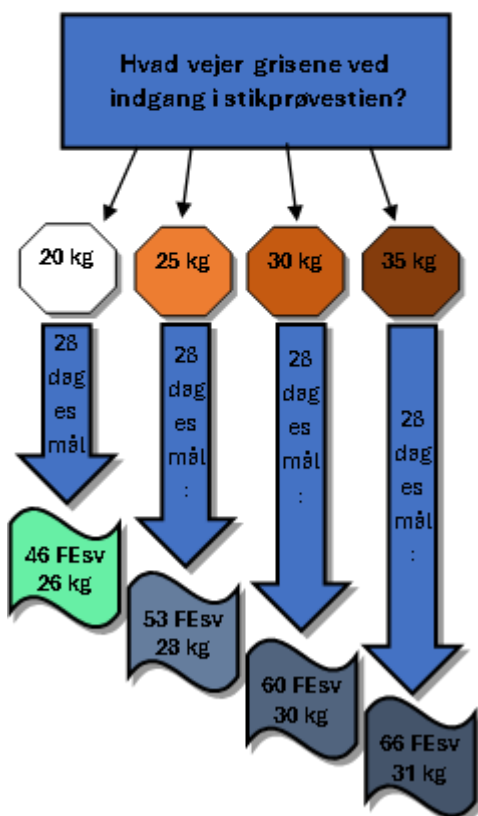 Hvad vejer grisene ved
indgang i stikprøvestien?
20 kg
25 kg
30 kg
35 kg
28
dag
es
mål
:
28
dag
es
mål
:
28
dag
es
mål
:
28
dag
es
mål
:
46 FEsv
26 kg
53 FEsv
28 kg
60 FEsv
30 kg
66 FEsv
31 kg